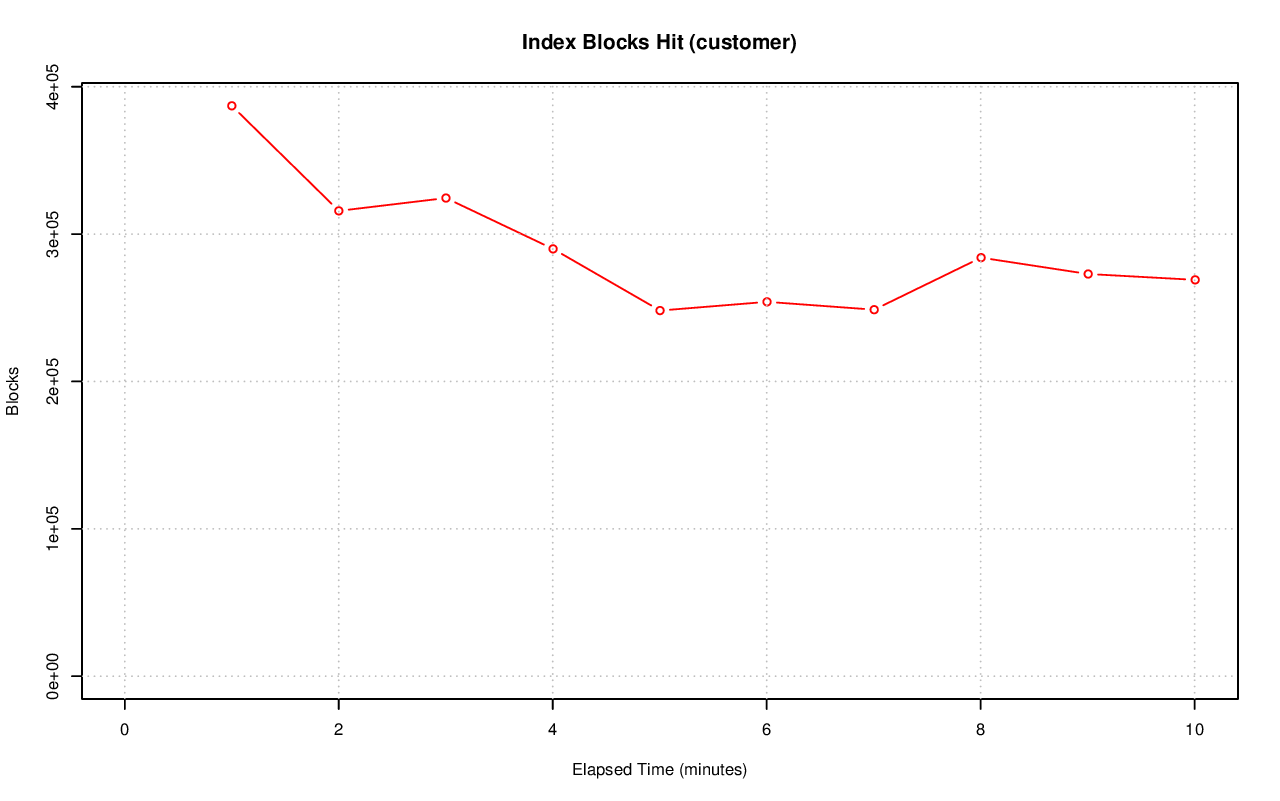 Index Blocks Hit (customer)
4e+05
3e+05
2e+05
1e+05
0e+00
Blocks
0 2 4 6 8 10
Elapsed Time (minutes)